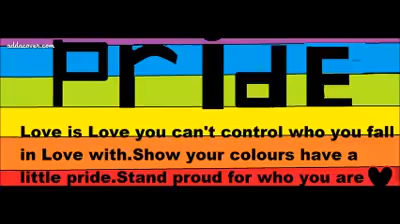 addacover.com
PrIdE
Love is Love you can't control who you fall
in Love with.Show your colours have a
little pride.Stand proud for who you are